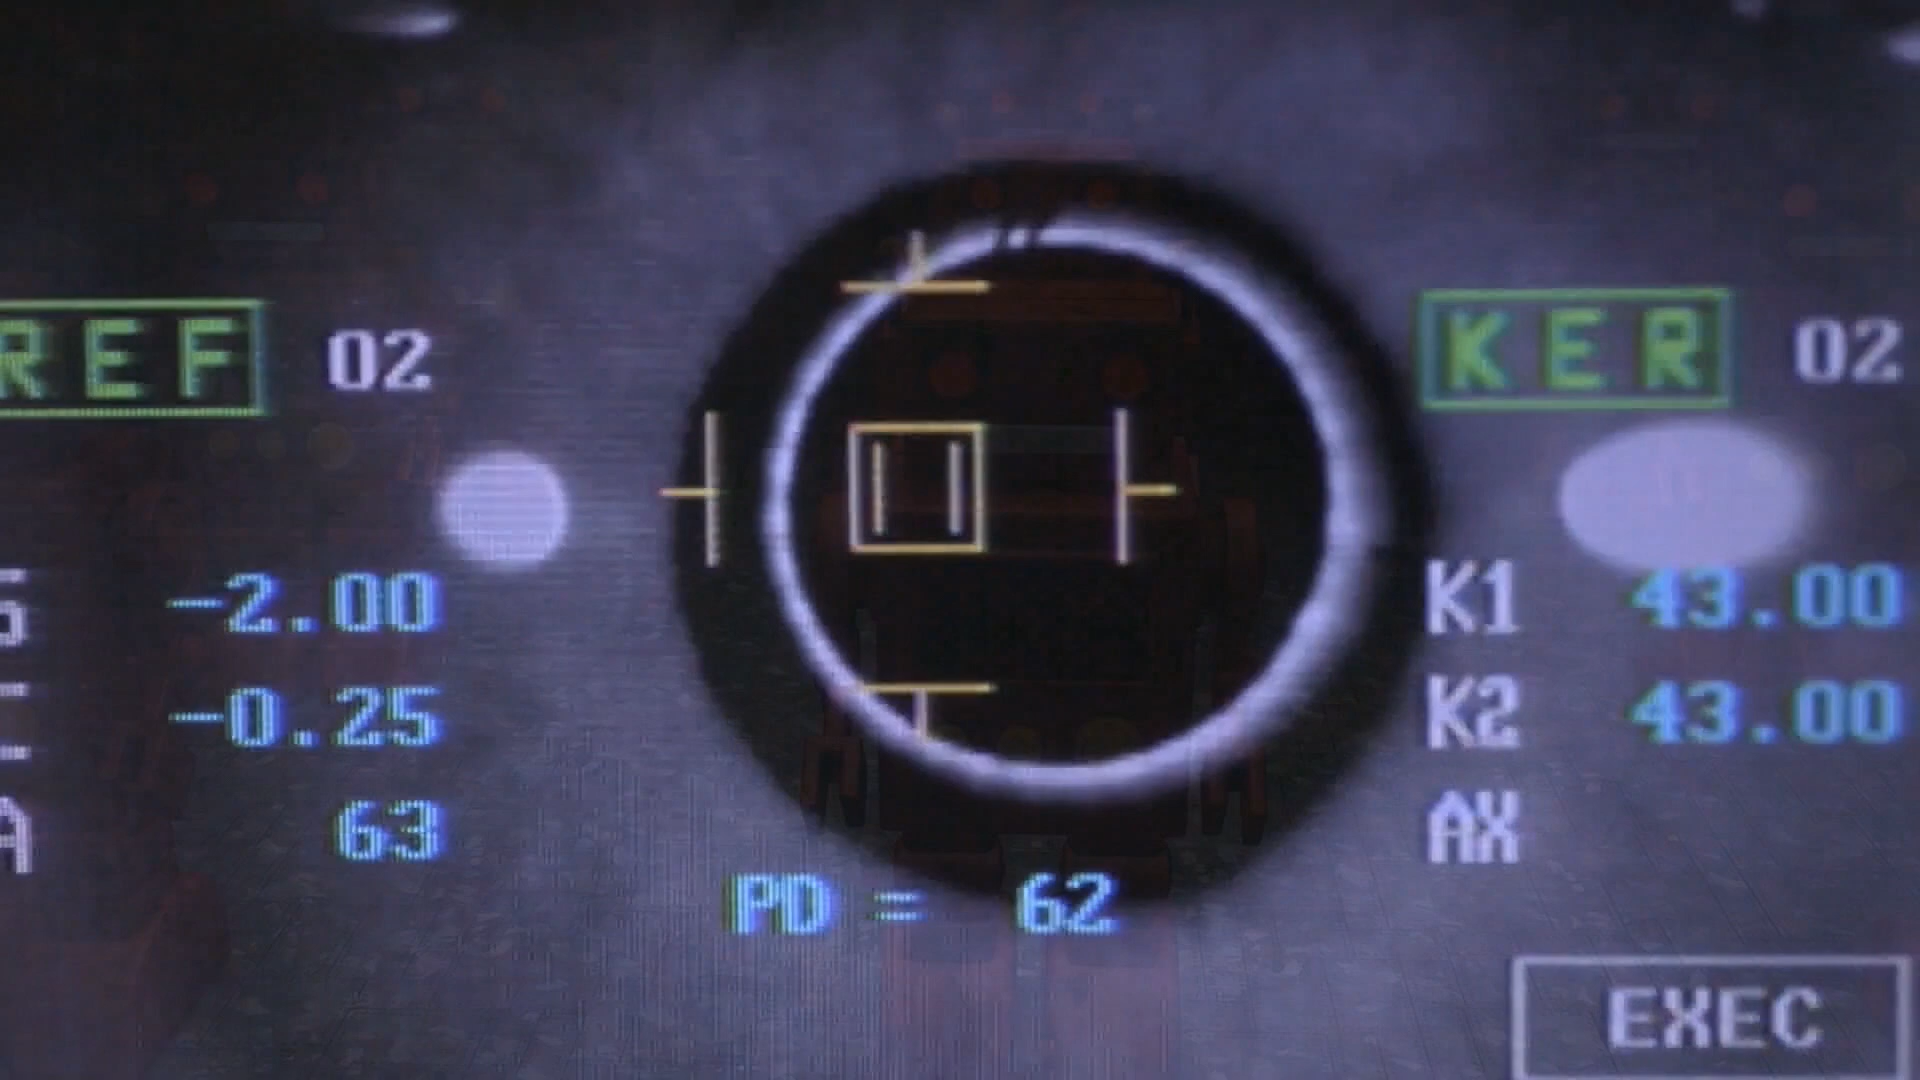 REF 02
KER 02
S -2.00
K1 43.00
C -0.25
K2 43.00
A 63
AX
PD = 62
EXEC